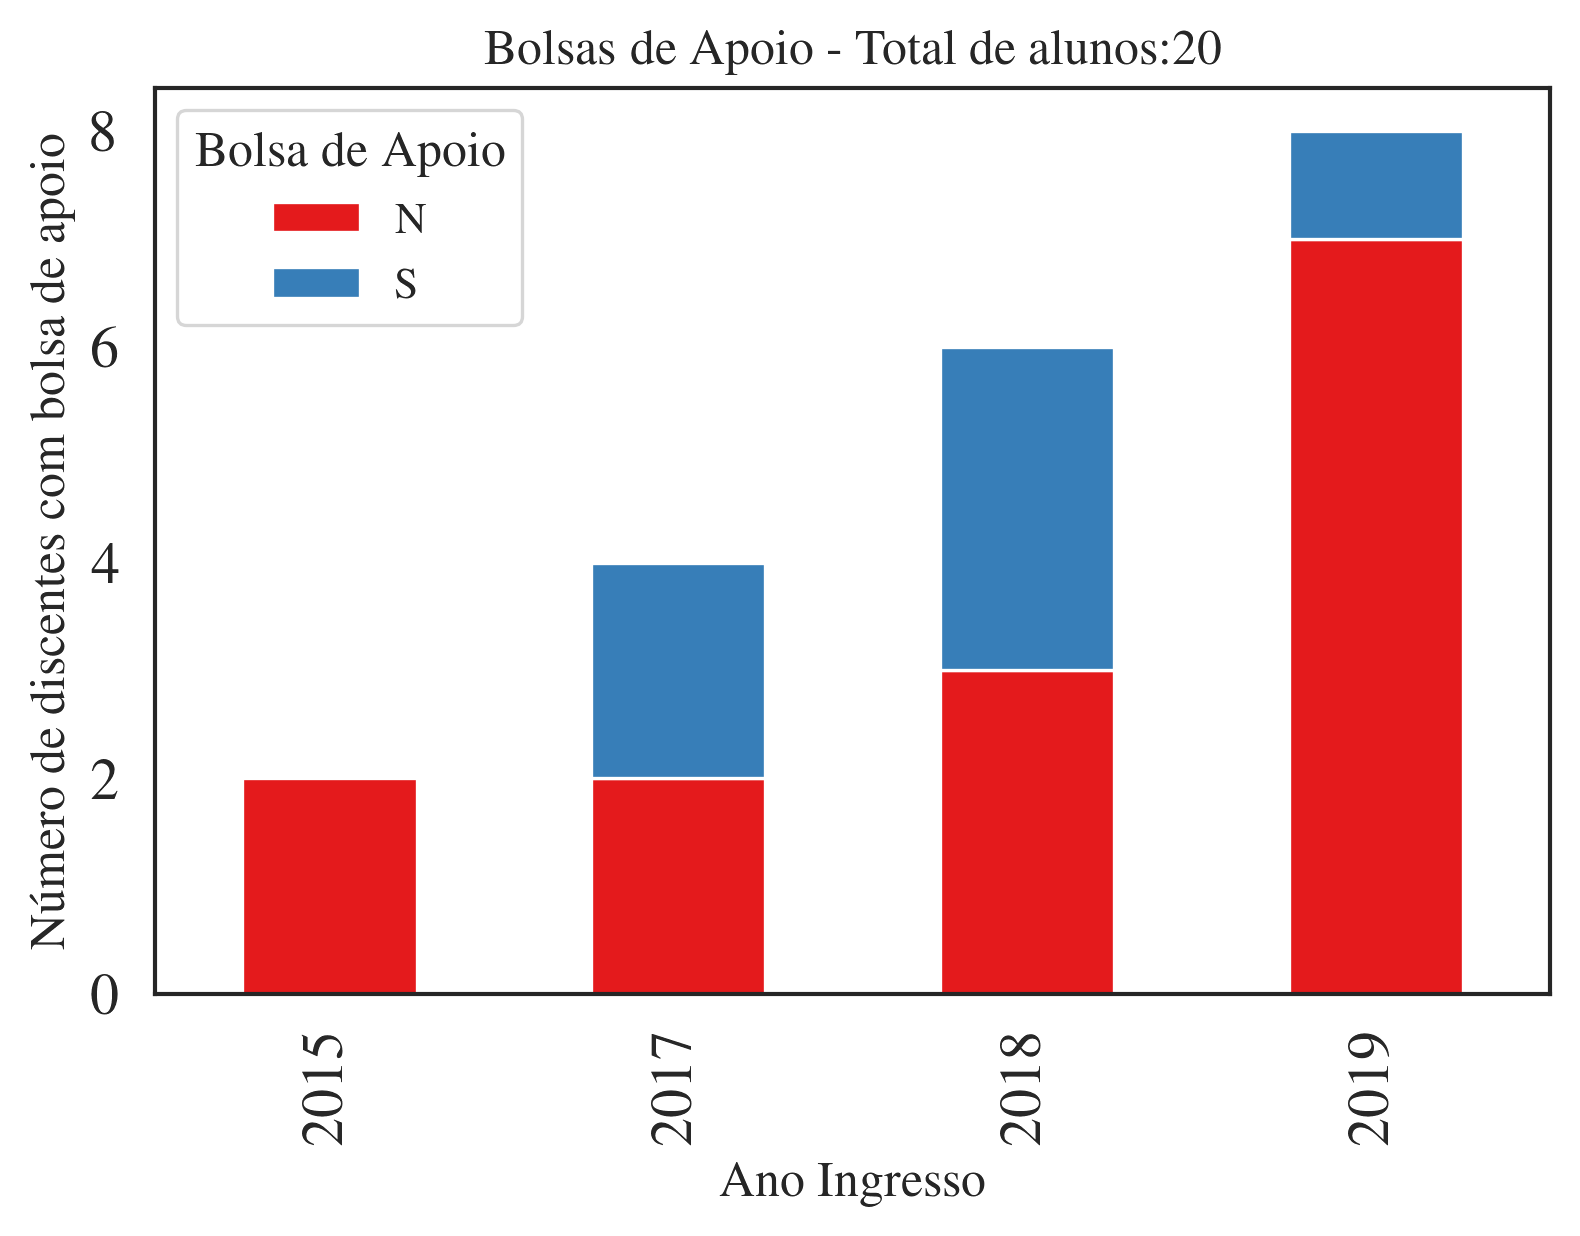 Bolsas de Apoio - Total de alunos:20
Bolsa de Apoio
N
S
Número de discentes com bolsa de apoio
8
6
4
2
0
2015
2017
2018
2019
Ano Ingresso